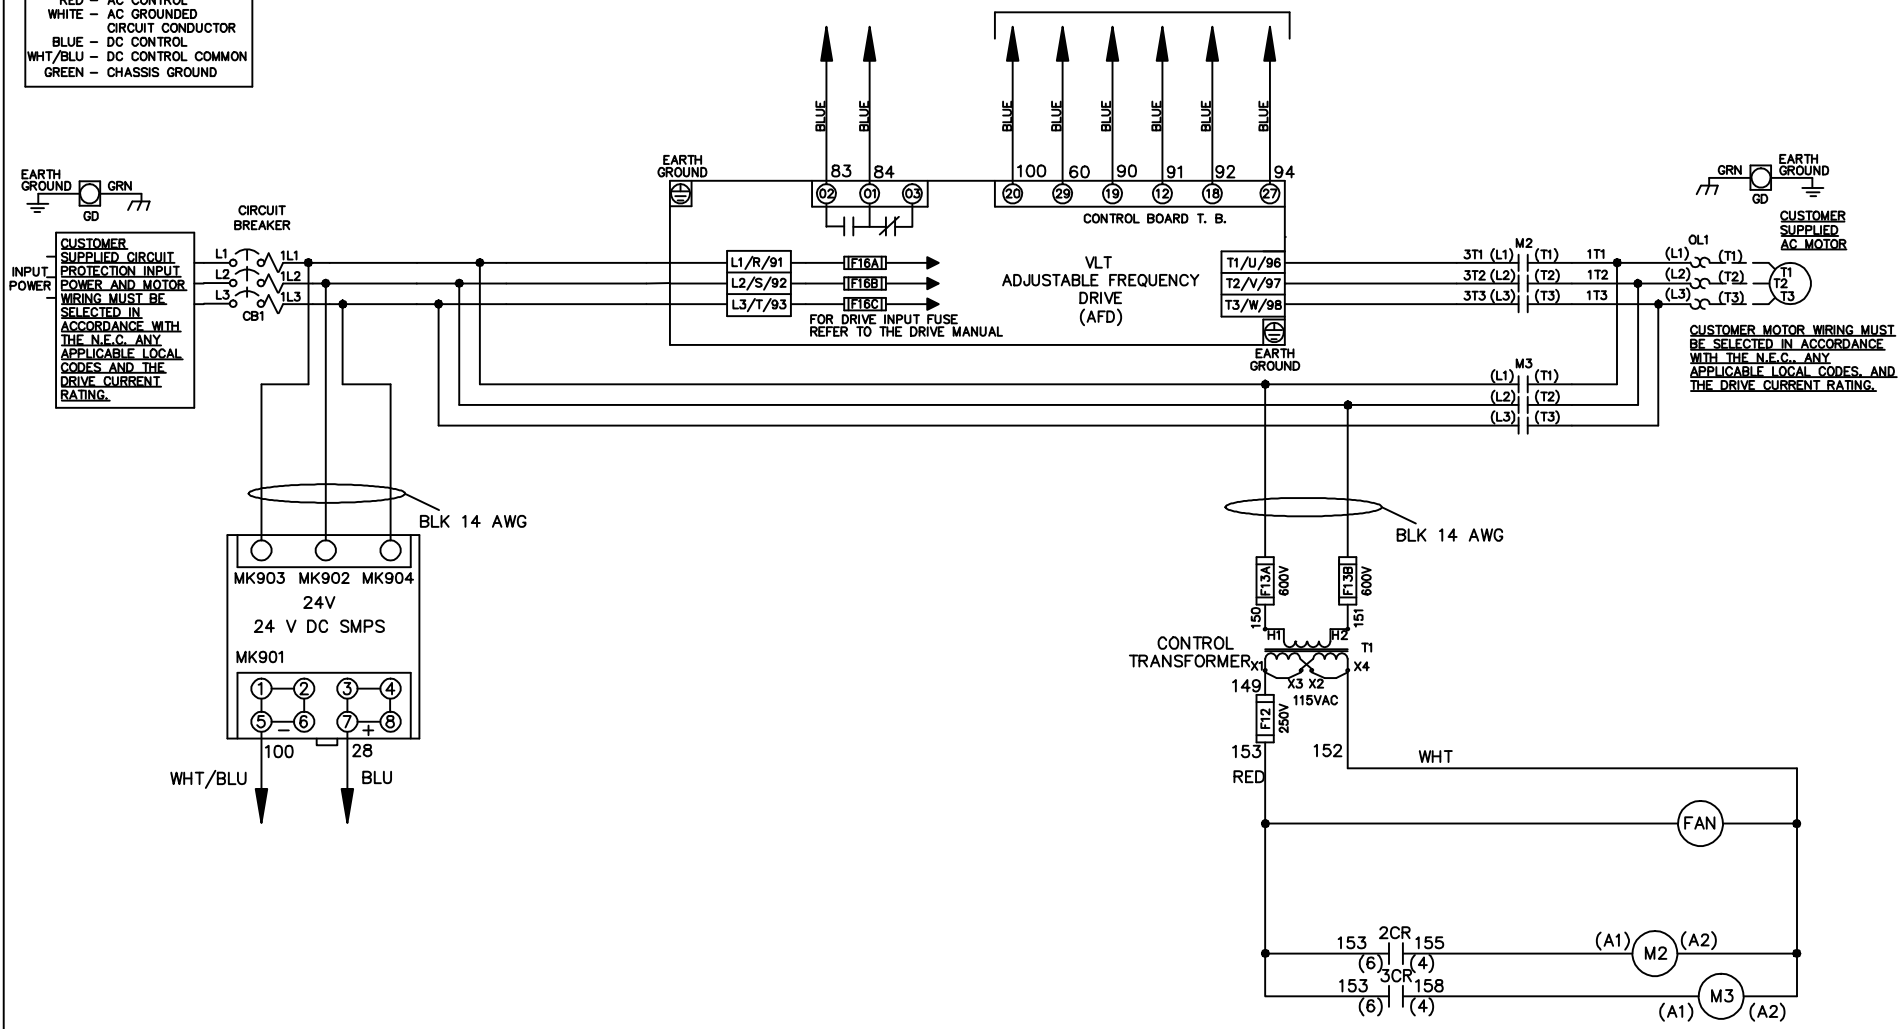 RED – AC CONTROL
WHITE – AC GROUNDED
CIRCUIT CONDUCTOR
BLUE – DC CONTROL
WHT/BLU – DC CONTROL COMMON
GREEN – CHASSIS GROUND
BLUE
BLUE
BLUE
BLUE
BLUE
BLUE
BLUE
BLUE
EARTH
GROUND
GRN
GD
EARTH
GROUND
83
84
100
60
90
91
92
94
02
01
03
20
29
19
12
18
27
CONTROL BOARD T. B.
GRN
EARTH
GROUND
GD
CUSTOMER
SUPPLIED
AC MOTOR
INPUT
POWER
CUSTOMER
SUPPLIED CIRCUIT
PROTECTION INPUT
POWER AND MOTOR
WIRING MUST BE
SELECTED IN
ACCORDANCE WITH
THE N.E.C. ANY
APPLICABLE LOCAL
CODES AND THE
DRIVE CURRENT
RATING.
CIRCUIT
BREAKER
L1
1L1
L2
1L2
L3
1L3
CB1
L1/R/91
L2/S/92
L3/T/93
F16A
F16B
F16C
FOR DRIVE INPUT FUSE
REFER TO THE DRIVE MANUAL
VLT
ADJUSTABLE FREQUENCY
DRIVE
(AFD)
T1/U/96
T2/V/97
T3/W/98
EARTH
GROUND
M2
3T1 (L1) (T1) 1T1
3T2 (L2) (T2) 1T2
3T3 (L3) (T3) 1T3
OL1
(L1) (T1)
(L2) (T2)
(L3) (T3)
T1
T2
T3
CUSTOMER MOTOR WIRING MUST
BE SELECTED IN ACCORDANCE
WITH THE N.E.C., ANY
APPLICABLE LOCAL CODES, AND
THE DRIVE CURRENT RATING.
M3
(L1) (T1)
(L2) (T2)
(L3) (T3)
BLK 14 AWG
BLK 14 AWG
MK903 MK902 MK904
24V
24 V DC SMPS
MK901
1 2 3 4
5 6 7 8
– +
100
28
WHT/BLU
BLU
F13A
600V
F13B
600V
150
151
H1
H2
T1
CONTROL
TRANSFORMER
X1
X4
X3 X2
115VAC
149
F12
250V
153
152
RED
WHT
FAN
2CR
153 155
(6) (4)
(A1) M2 (A2)
3CR
153 158
(6) (4)
(A1) M3 (A2)